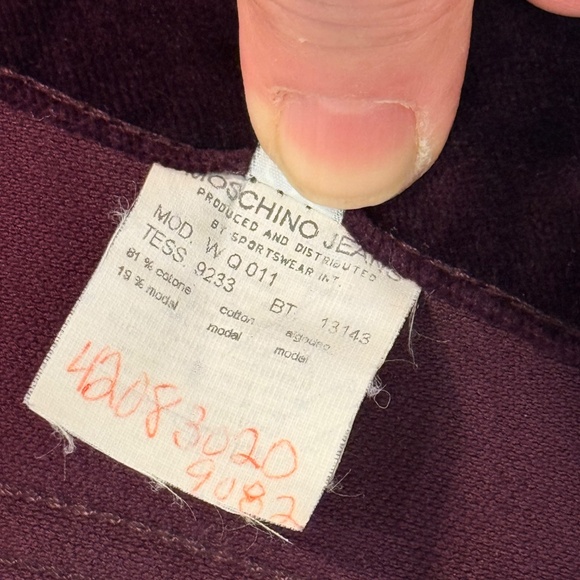 MOSCHINO JEANS
PRODUCED AND DISTRIBUTED
BY SPORTSWEAR INT.
MOD. W Q 011
TESS. 9233 BT. 13143
81 % cotone cotton algodao
19 % modal modal modal
42083020
9082